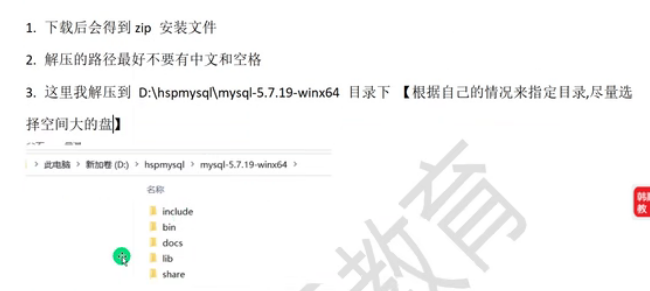 1. 下载后会得到 zip 安装文件
2. 解压的路径最好不要有中文和空格
3. 这里我解压到 D:\hspmysql\mysql-5.7.19-winx64 目录下 【根据自己的情况来指定目录,尽量选
择空间大的盘】
> 此电脑 > 新加卷 (D:) > hspmysql > mysql-5.7.19-winx64 >
名称
include
bin
docs
lib
share
教育